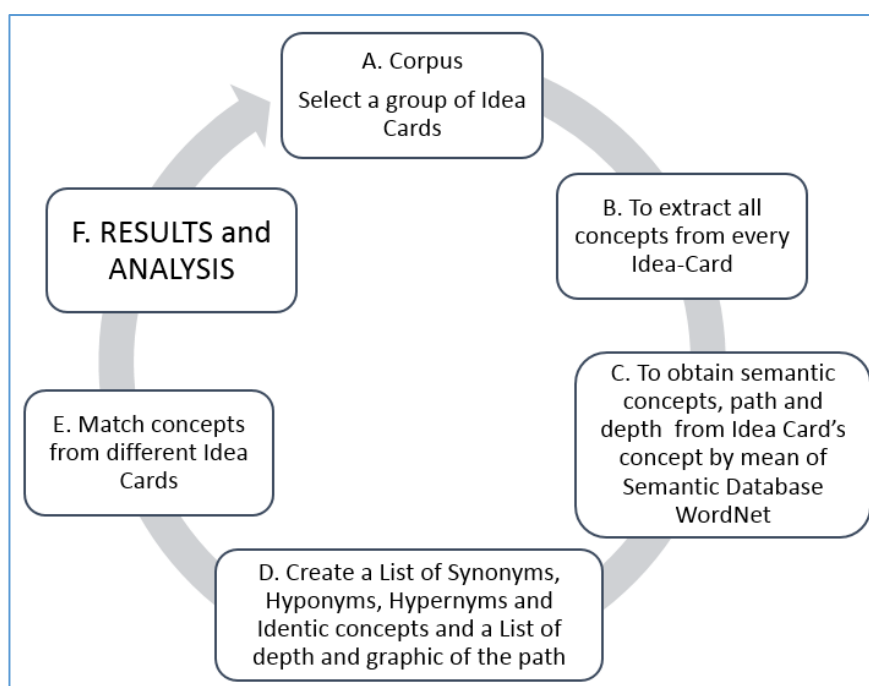 A. Corpus
Select a group of Idea
Cards
B. To extract all
concepts from every
Idea-Card
C. To obtain semantic
concepts, path and
depth from Idea Card’s
concept by mean of
Semantic Database
WordNet
D. Create a List of Synonyms,
Hyponyms, Hypernyms and
Identic concepts and a List of
depth and graphic of the path
E. Match concepts
from different Idea
Cards
F. RESULTS and
ANALYSIS